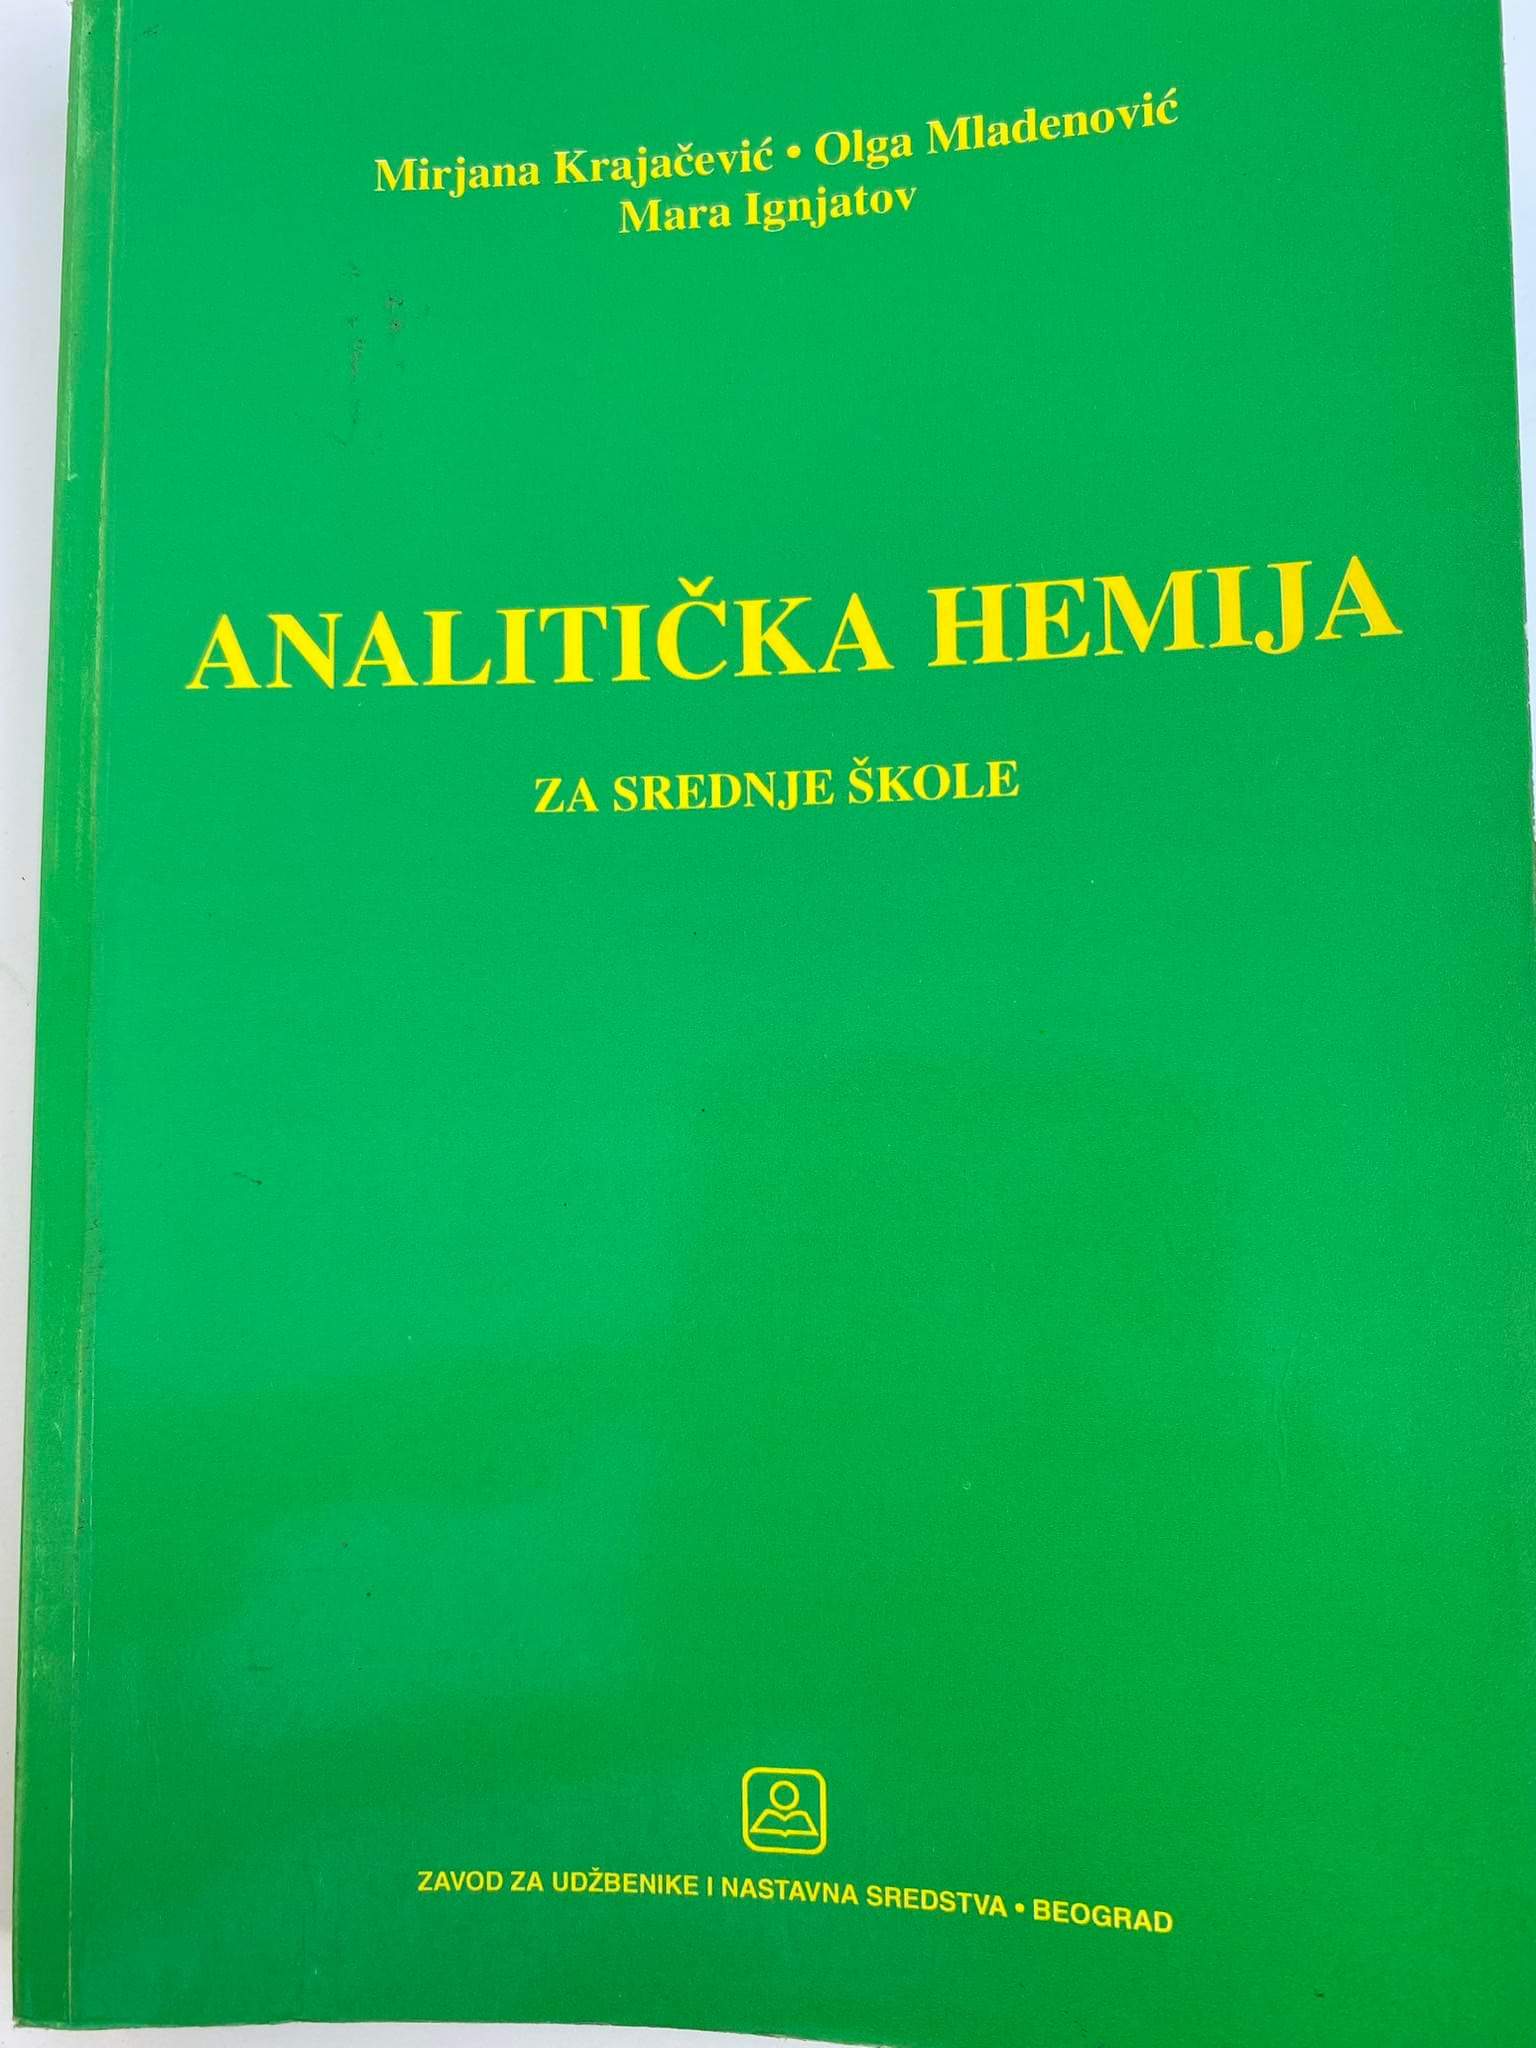 Mirjana Krajačević • Olga Mladenović
Mara Ignjatov
ANALITIČKA HEMIJA
ZA SREDNJE ŠKOLE
ZAVOD ZA UDŽBENIKE I NASTAVNA SREDSTVA • BEOGRAD